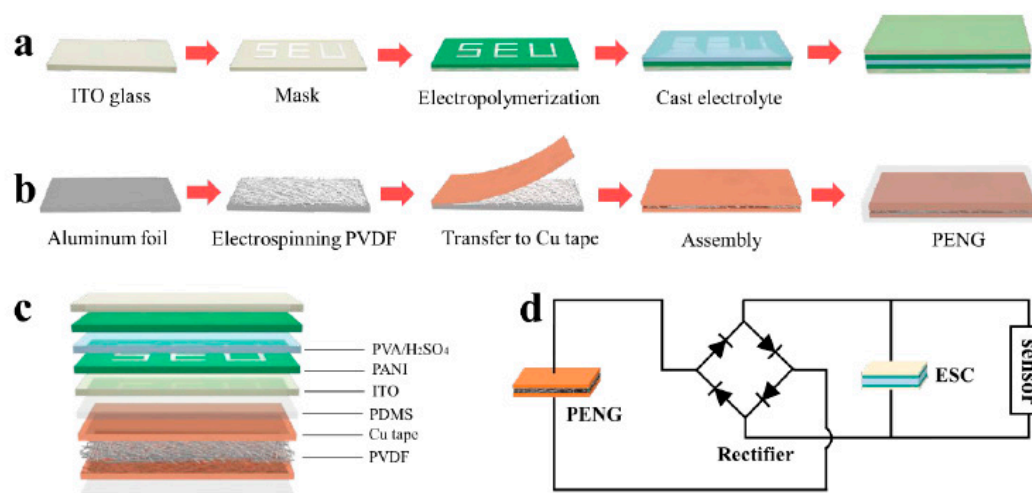 a
SEU
SEU
SEU
ITO glass
Mask
Electropolymerization
Cast electrolyte
b
Aluminum foil
Electrospinning PVDF
Transfer to Cu tape
Assembly
PENG
c
SEU
PVA/H₂SO₄
PANI
ITO
PDMS
Cu tape
PVDF
d
PENG
Rectifier
ESC
sensor